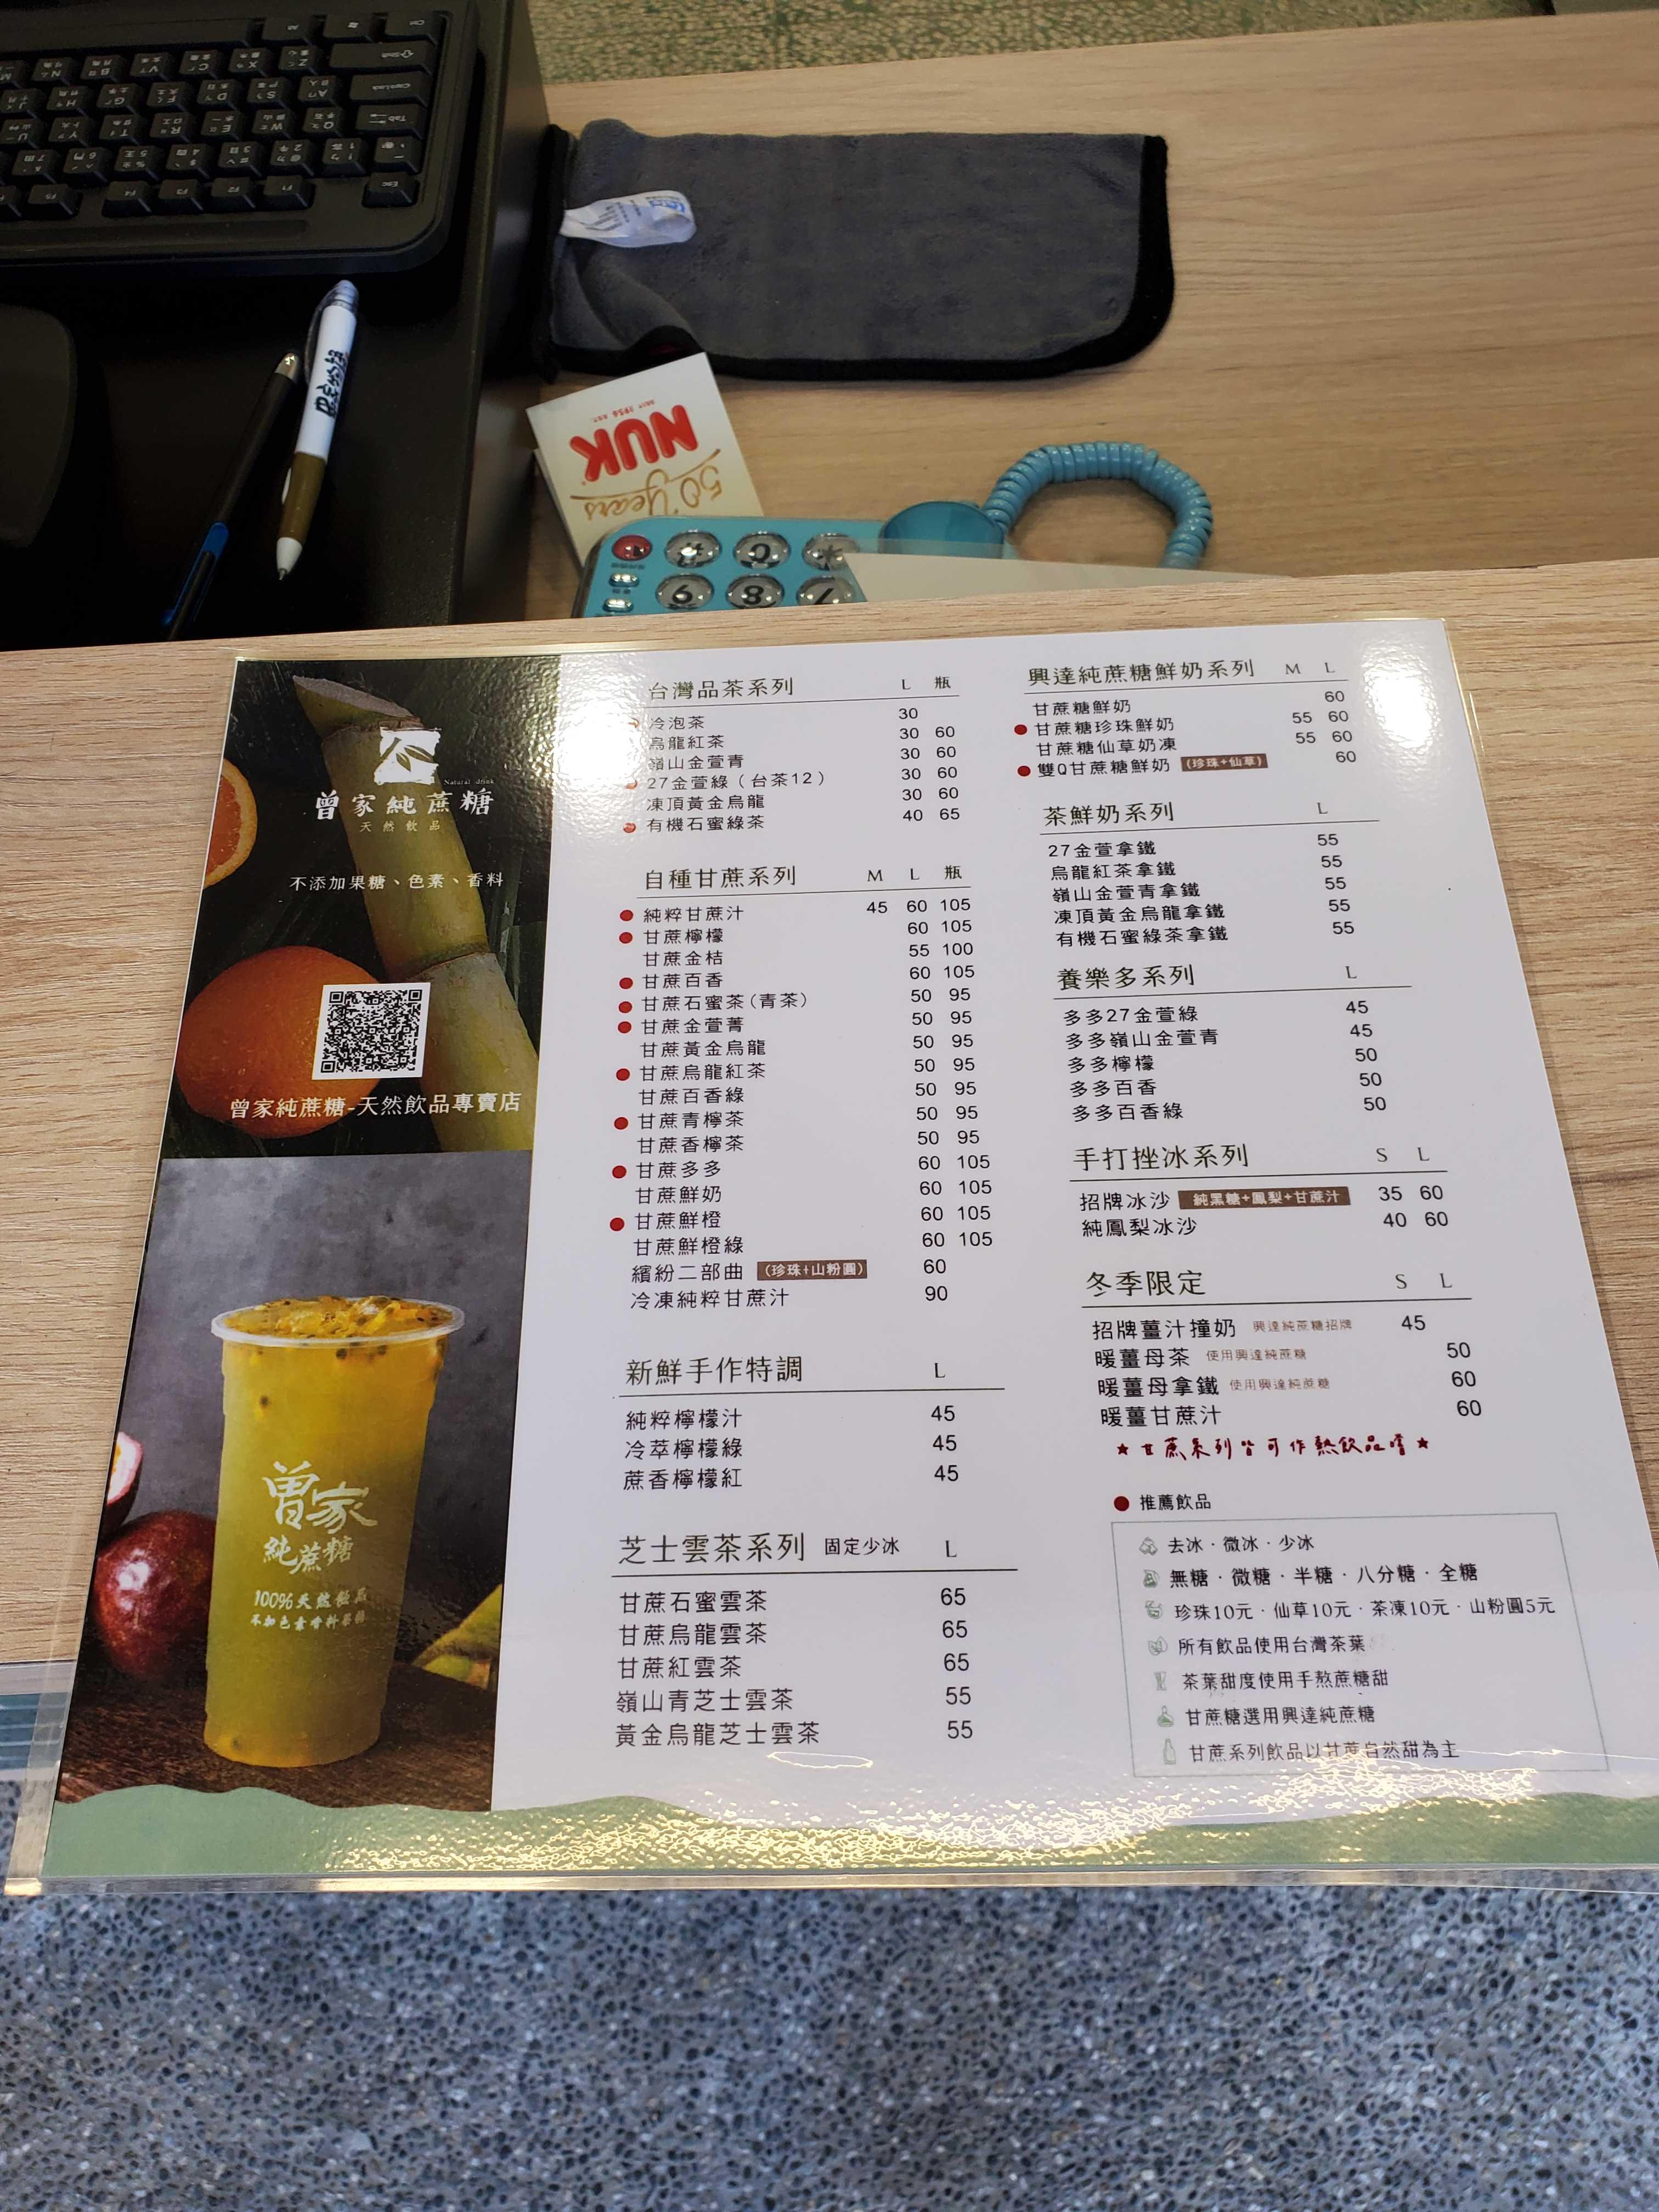 NUK
50 Years
Natural drink
曾家純蔗糖
天然飲品
不添加果糖、色素、香料
曾家純蔗糖-天然飲品專賣店
曾家
純蔗糖
100%天然飲品
台灣品茶系列 L 瓶
冷泡茶 30
烏龍紅茶 30 60
嶺山金萱青 30 60
27金萱綠（台茶12） 30 60
凍頂黃金烏龍 30 60
有機石蜜綠茶 40 65
自種甘蔗系列 M L 瓶
純粹甘蔗汁 45 60 105
甘蔗檸檬 60 105
甘蔗金桔 55 100
甘蔗百香 60 105
甘蔗石蜜茶(青茶) 50 95
甘蔗金萱菁 50 95
甘蔗黃金烏龍 50 95
甘蔗烏龍紅茶 50 95
甘蔗百香綠 50 95
甘蔗青檸茶 50 95
甘蔗香檸茶 50 95
甘蔗多多 60 105
甘蔗鮮奶 60 105
甘蔗鮮橙 60 105
甘蔗鮮橙綠 60 105
繽紛二部曲 (珍珠+山粉圓) 60
冷凍純粹甘蔗汁 90
新鮮手作特調 L
純粹檸檬汁 45
冷萃檸檬綠 45
蔗香檸檬紅 45
芝士雲茶系列 固定少冰 L
甘蔗石蜜雲茶 65
甘蔗烏龍雲茶 65
甘蔗紅雲茶 65
嶺山青芝士雲茶 55
黃金烏龍芝士雲茶 55
興達純蔗糖鮮奶系列 M L
甘蔗糖鮮奶 60
甘蔗糖珍珠鮮奶 55 60
甘蔗糖仙草奶凍 55 60
雙Q甘蔗糖鮮奶 (珍珠+仙草) 60
茶鮮奶系列 L
27金萱拿鐵 55
烏龍紅茶拿鐵 55
嶺山金萱青拿鐵 55
凍頂黃金烏龍拿鐵 55
有機石蜜綠茶拿鐵 55
養樂多系列 L
多多27金萱綠 45
多多嶺山金萱青 45
多多檸檬 50
多多百香 50
多多百香綠 50
手打挫冰系列 S L
招牌冰沙 純黑糖+鳳梨+甘蔗汁 35 60
純鳳梨冰沙 40 60
冬季限定 S L
招牌薑汁撞奶 興達純蔗糖招牌 45
暖薑母茶 使用興達純蔗糖 50
暖薑母拿鐵 使用興達純蔗糖 60
暖薑甘蔗汁 60
★甘蔗系列皆可作熱飲品嚐★
推薦飲品
去冰·微冰·少冰
無糖·微糖·半糖·八分糖·全糖
珍珠10元·仙草10元·茶凍10元·山粉圓5元
所有飲品使用台灣茶葉
茶葉甜度使用手熬蔗糖甜
甘蔗糖選用興達純蔗糖
甘蔗系列飲品以甘蔗自然甜為主